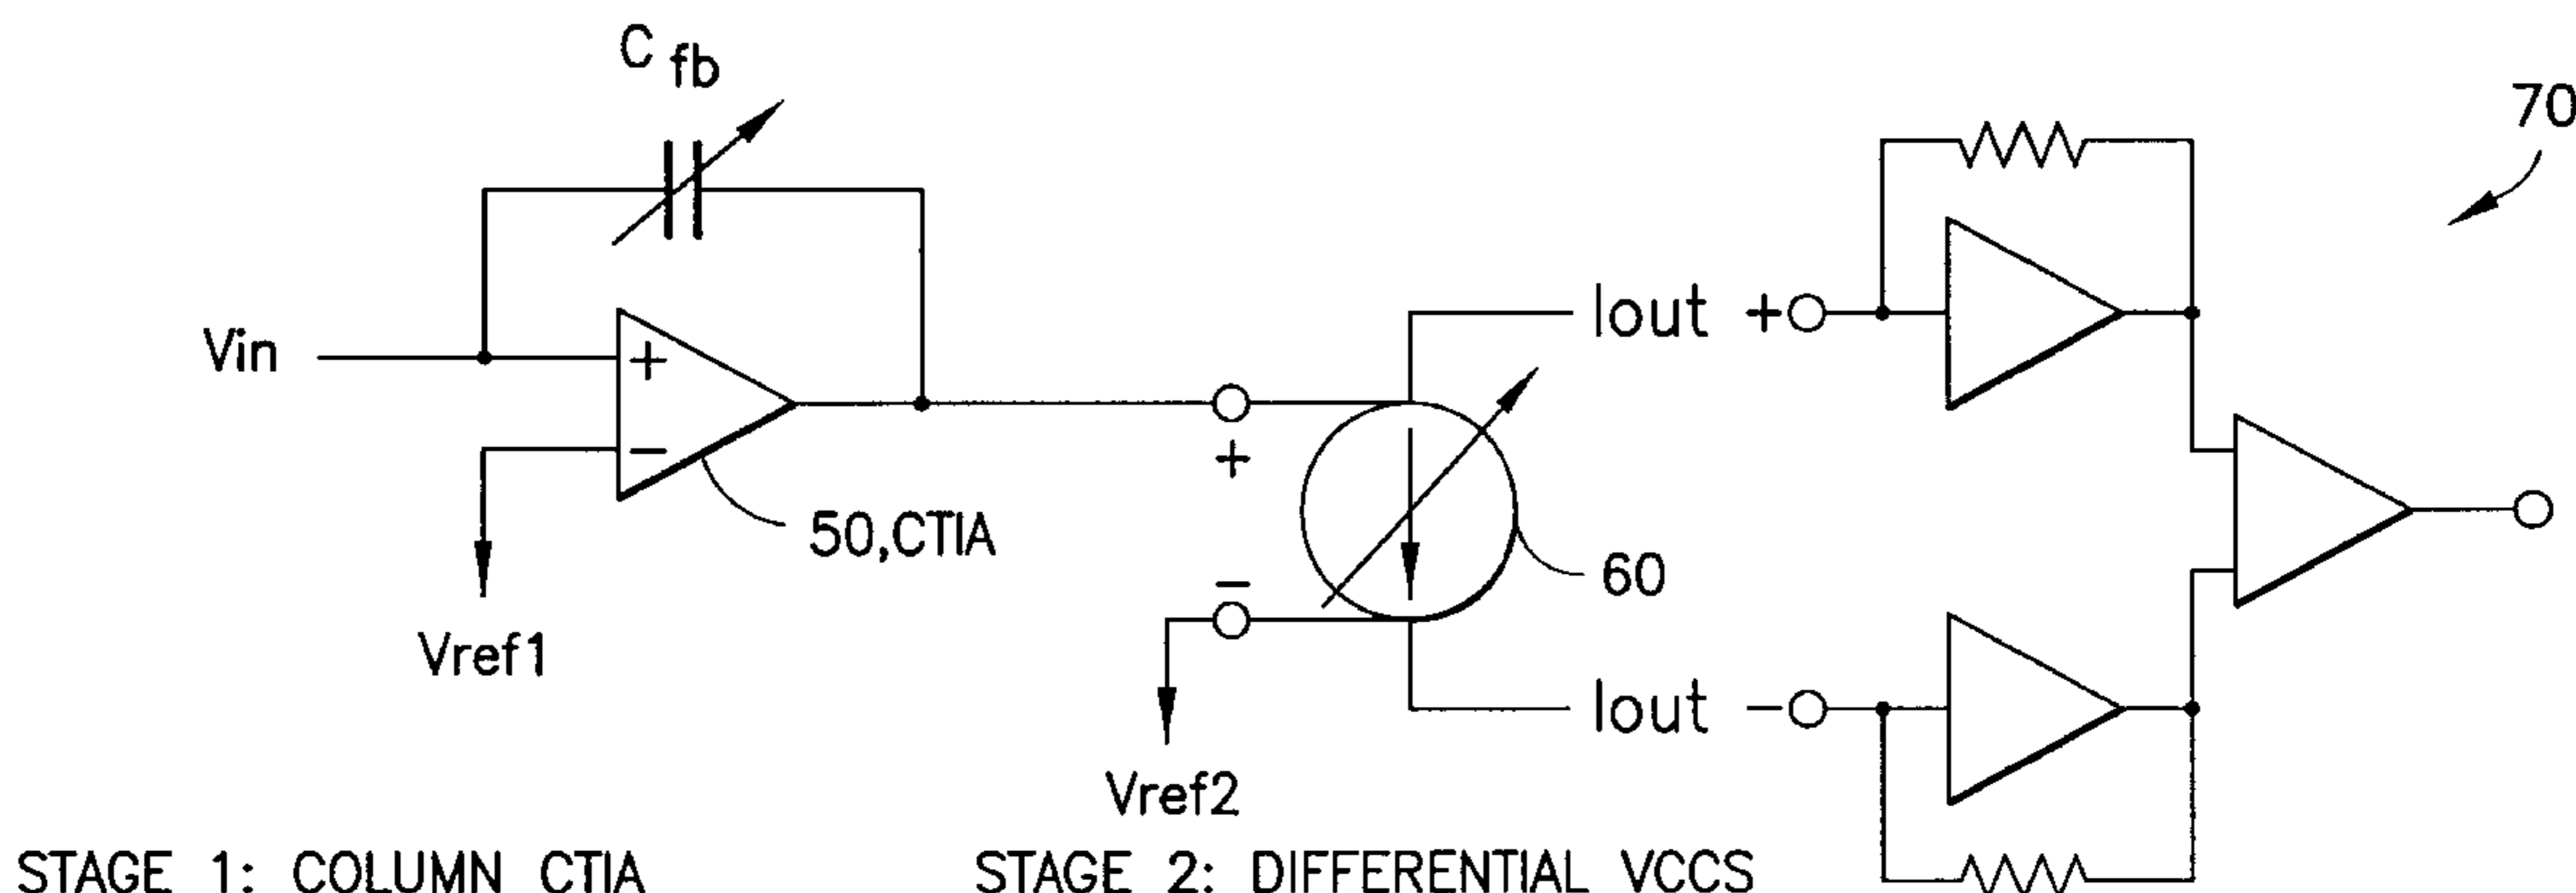 C fb
70
Vin
+
−
50,CTIA
Vref1
+
−
Vref2
Iout +
60
Iout −
STAGE 1: COLUMN CTIA
STAGE 2: DIFFERENTIAL VCCS